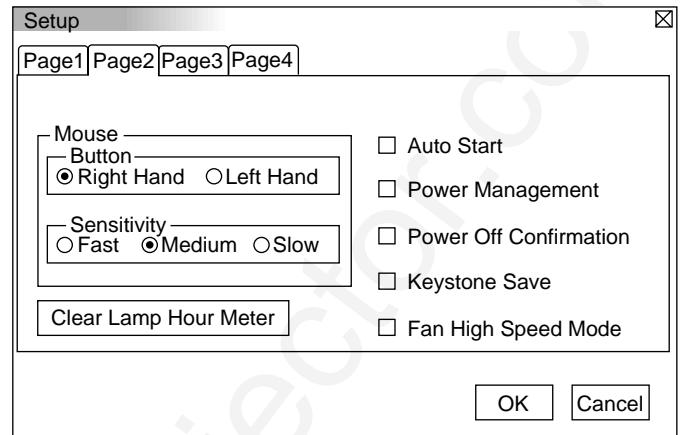 Setup
Page1 Page2 Page3 Page4
Mouse
Button
Right Hand Left Hand
Sensitivity
Fast Medium Slow
Clear Lamp Hour Meter
Auto Start
Power Management
Power Off Confirmation
Keystone Save
Fan High Speed Mode
OK Cancel